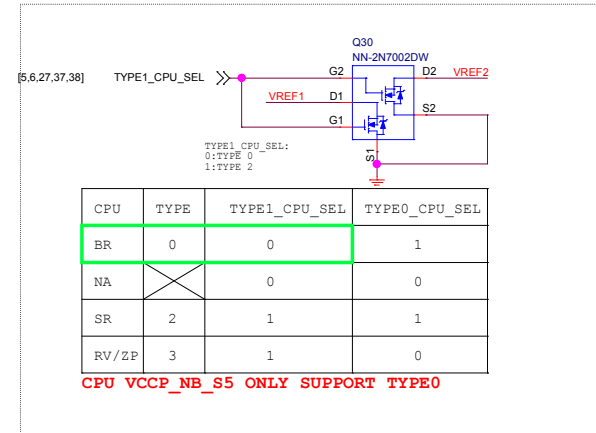 Q30
NN-2N7002DW
[5,6,27,37,38] TYPE1_CPU_SEL G2 D2 VREF2
VREF1 D1
S2
G1
S1
TYPE1_CPU_SEL:
0:TYPE 0
1:TYPE 2
CPU TYPE TYPE1_CPU_SEL TYPE0_CPU_SEL
BR 0 0 1
NA 0 0
SR 2 1 1
RV/ZP 3 1 0
CPU VCCP_NB_S5 ONLY SUPPORT TYPE0